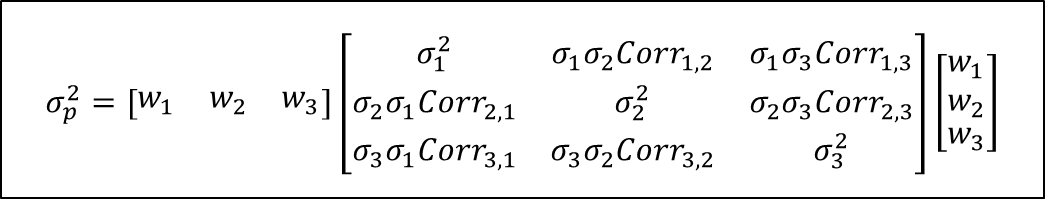 σ_p^2 = [w_1 w_2 w_3] [σ_1^2 σ_1σ_2Corr_{1,2} σ_1σ_3Corr_{1,3}
σ_2σ_1Corr_{2,1} σ_2^2 σ_2σ_3Corr_{2,3}
σ_3σ_1Corr_{3,1} σ_3σ_2Corr_{3,2} σ_3^2] [w_1
w_2
w_3]